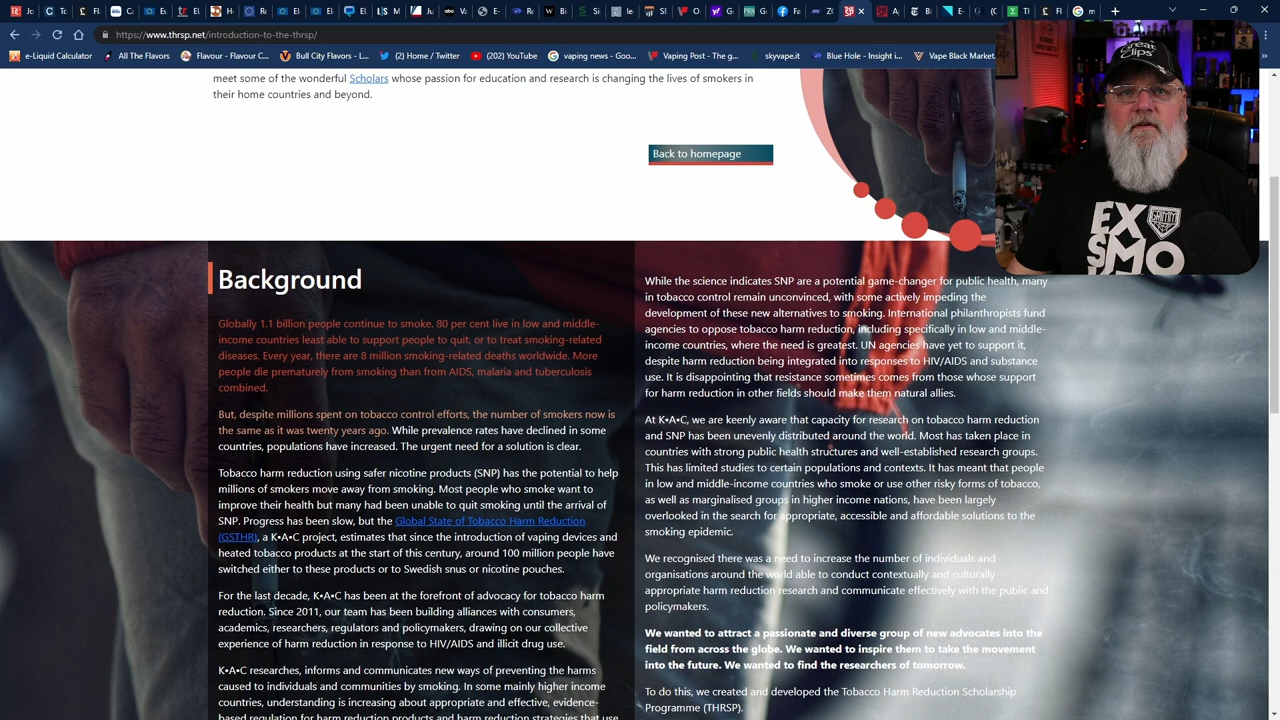 https://www.thrsp.net/introduction-to-the-thrsp/
e-Liquid Calculator
All The Flavors
Flavour - Flavour C...
Bull City Flavors – L...
(2) Home / Twitter
(202) YouTube
vaping news - Goo...
Vaping Post - The g...
skyvape.it
Blue Hole - Insight i...
Vape Black Market...
meet some of the wonderful Scholars whose passion for education and research is changing the lives of smokers in
their home countries and beyond.
Back to homepage
Great Clips
EX
SMO
Background
Globally 1.1 billion people continue to smoke. 80 per cent live in low and middle-
income countries least able to support people to quit, or to treat smoking-related
diseases. Every year, there are 8 million smoking-related deaths worldwide. More
people die prematurely from smoking than from AIDS, malaria and tuberculosis
combined.
But, despite millions spent on tobacco control efforts, the number of smokers now is
the same as it was twenty years ago. While prevalence rates have declined in some
countries, populations have increased. The urgent need for a solution is clear.
Tobacco harm reduction using safer nicotine products (SNP) has the potential to help
millions of smokers move away from smoking. Most people who smoke want to
improve their health but many had been unable to quit smoking until the arrival of
SNP. Progress has been slow, but the Global State of Tobacco Harm Reduction
(GSTHR), a K•A•C project, estimates that since the introduction of vaping devices and
heated tobacco products at the start of this century, around 100 million people have
switched either to these products or to Swedish snus or nicotine pouches.
For the last decade, K•A•C has been at the forefront of advocacy for tobacco harm
reduction. Since 2011, our team has been building alliances with consumers,
academics, researchers, regulators and policymakers, drawing on our collective
experience of harm reduction in response to HIV/AIDS and illicit drug use.
K•A•C researches, informs and communicates new ways of preventing the harms
caused to individuals and communities by smoking. In some mainly higher income
countries, understanding is increasing about appropriate and effective, evidence-
based regulation for harm reduction products and harm reduction strategies that use
While the science indicates SNP are a potential game-changer for public health, many
in tobacco control remain unconvinced, with some actively impeding the
development of these new alternatives to smoking. International philanthropists fund
agencies to oppose tobacco harm reduction, including specifically in low and middle-
income countries, where the need is greatest. UN agencies have yet to support it,
despite harm reduction being integrated into responses to HIV/AIDS and substance
use. It is disappointing that resistance sometimes comes from those whose support
for harm reduction in other fields should make them natural allies.
At K•A•C, we are keenly aware that capacity for research on tobacco harm reduction
and SNP has been unevenly distributed around the world. Most has taken place in
countries with strong public health structures and well-established research groups.
This has limited studies to certain populations and contexts. It has meant that people
in low and middle-income countries who smoke or use other risky forms of tobacco,
as well as marginalised groups in higher income nations, have been largely
overlooked in the search for appropriate, accessible and affordable solutions to the
smoking epidemic.
We recognised there was a need to increase the number of individuals and
organisations around the world able to conduct contextually and culturally
appropriate harm reduction research and communicate effectively with the public and
policymakers.
We wanted to attract a passionate and diverse group of new advocates into the
field from across the globe. We wanted to inspire them to take the movement
into the future. We wanted to find the researchers of tomorrow.
To do this, we created and developed the Tobacco Harm Reduction Scholarship
Programme (THRSP).